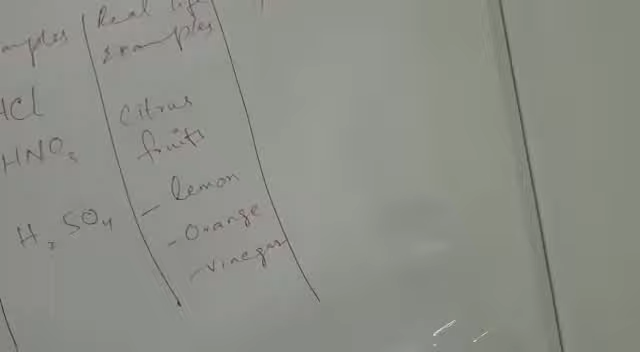 Real life
amples examples
HCl Citrus
HNO₃ fruits
- lemon
H₂SO₄ - Orange
- vinegar